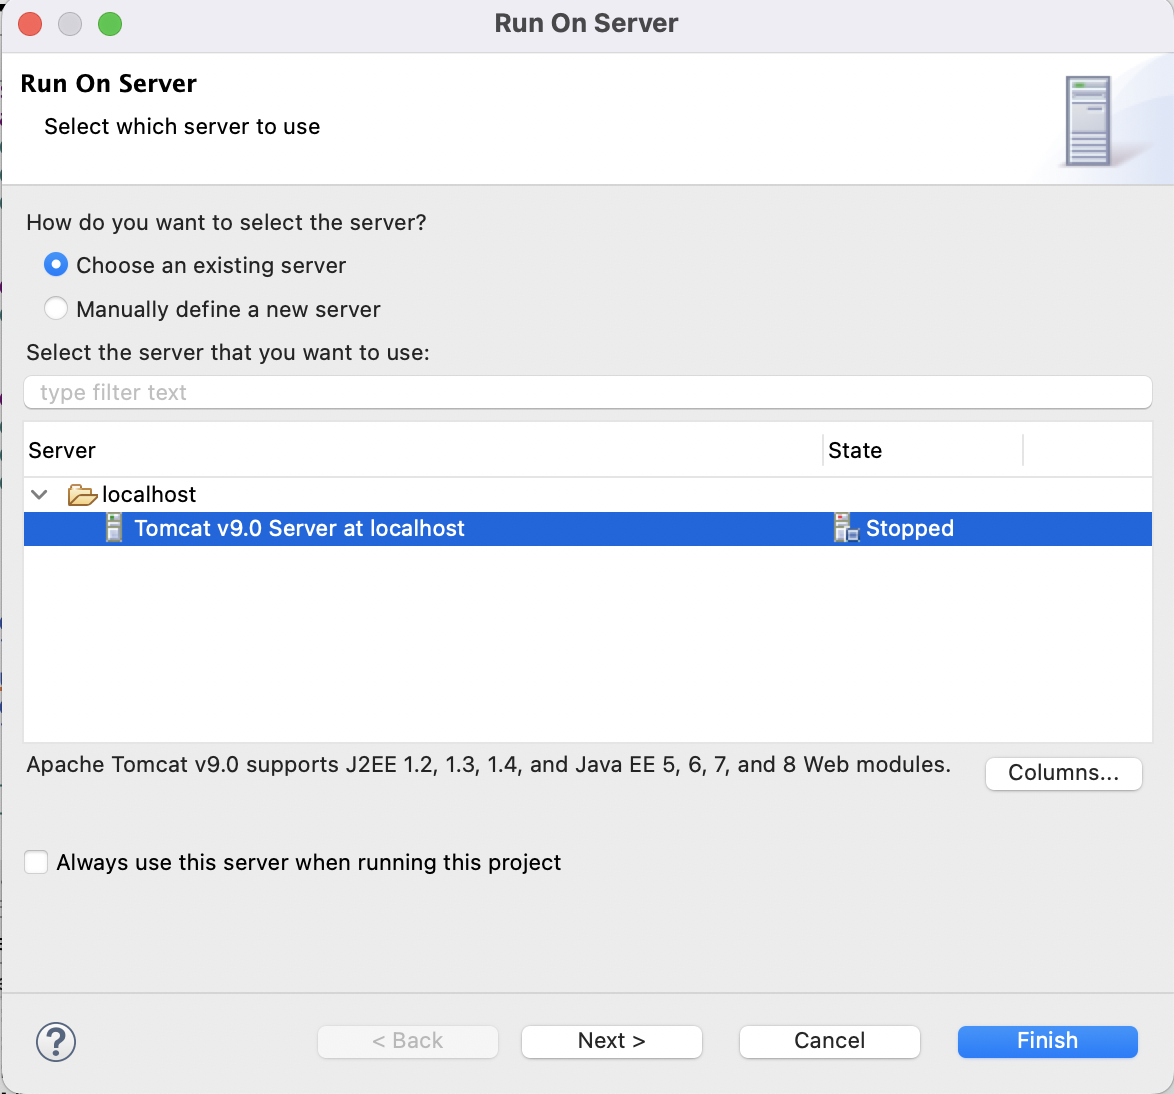 Run On Server
Run On Server
Select which server to use
How do you want to select the server?
Choose an existing server
Manually define a new server
Select the server that you want to use:
type filter text
Server State
localhost
Tomcat v9.0 Server at localhost Stopped
Apache Tomcat v9.0 supports J2EE 1.2, 1.3, 1.4, and Java EE 5, 6, 7, and 8 Web modules.
Columns...
Always use this server when running this project
? < Back Next > Cancel Finish